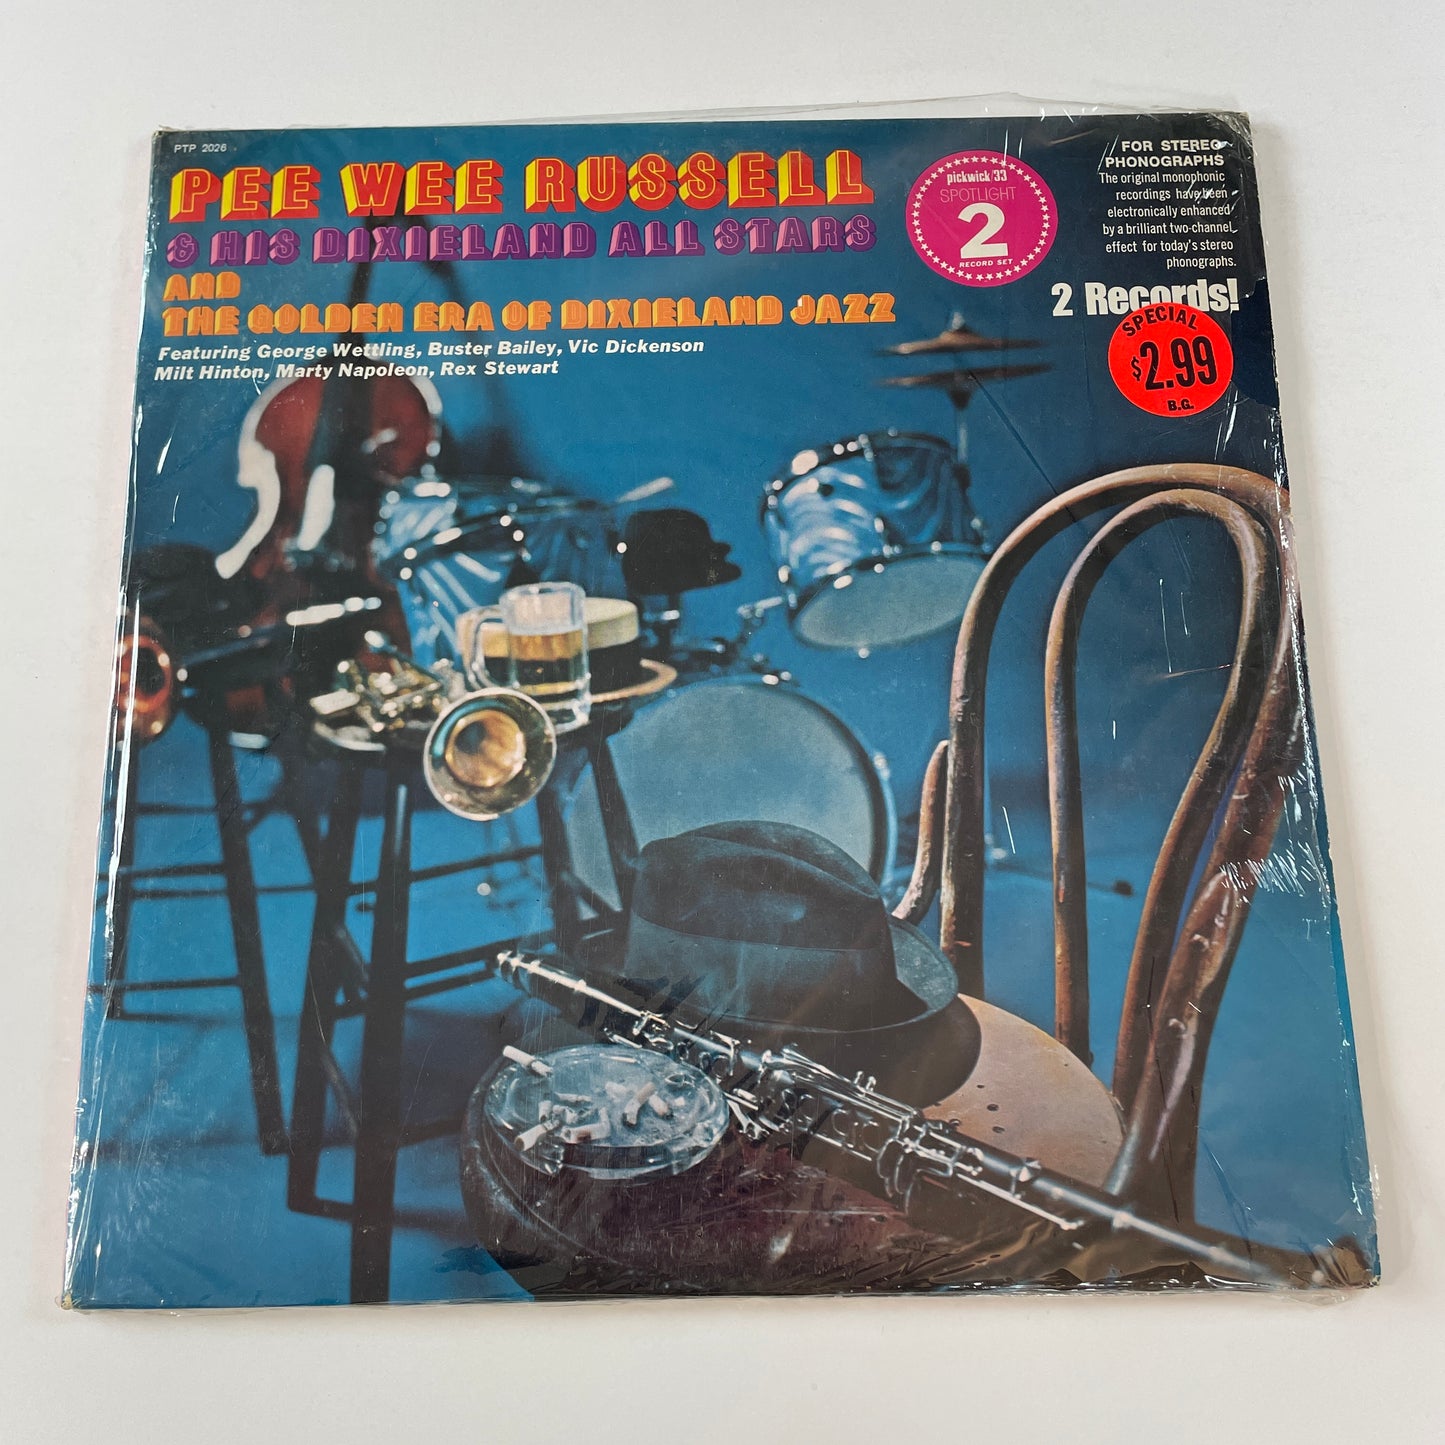 PTP 2026
PEE WEE RUSSELL
& HIS DIXIELAND ALL STARS
AND
THE GOLDEN ERA OF DIXIELAND JAZZ
Featuring George Wettling, Buster Bailey, Vic Dickenson
Milt Hinton, Marty Napoleon, Rex Stewart
pickwick/33
SPOTLIGHT
2
RECORD SET
FOR STEREO
PHONOGRAPHS
The original monophonic
recordings have been
electronically enhanced
by a brilliant two-channel
effect for today's stereo
phonographs.
2 Records!
SPECIAL
$2.99
B.G.